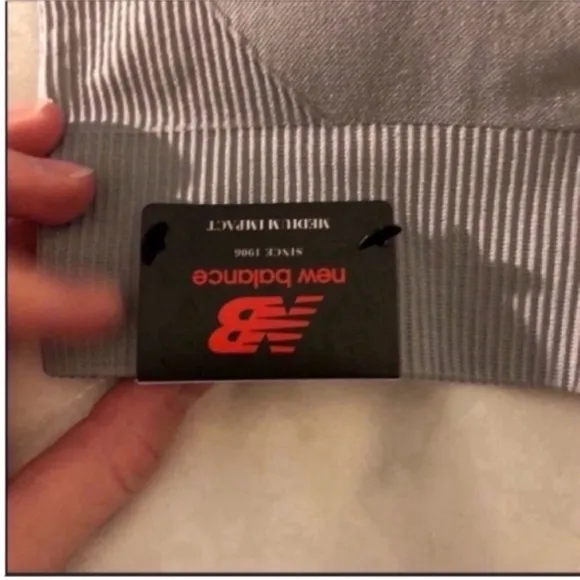 NB
new balance
SINCE 1906
MEDIUM IMPACT